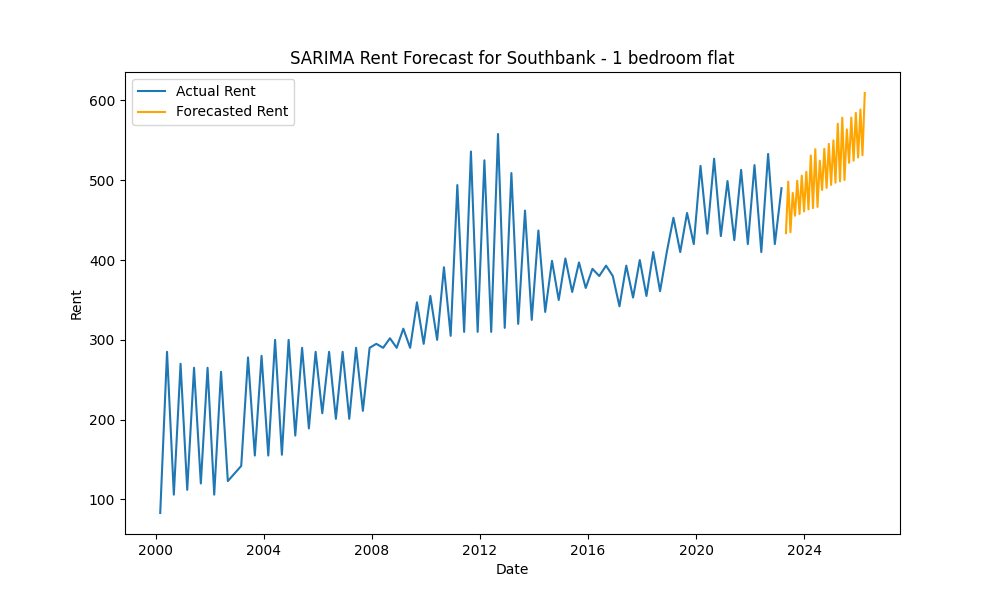 SARIMA Rent Forecast for Southbank - 1 bedroom flat
Actual Rent
Forecasted Rent
600
500
400
300
200
100
Rent
2000 2004 2008 2012 2016 2020 2024
Date